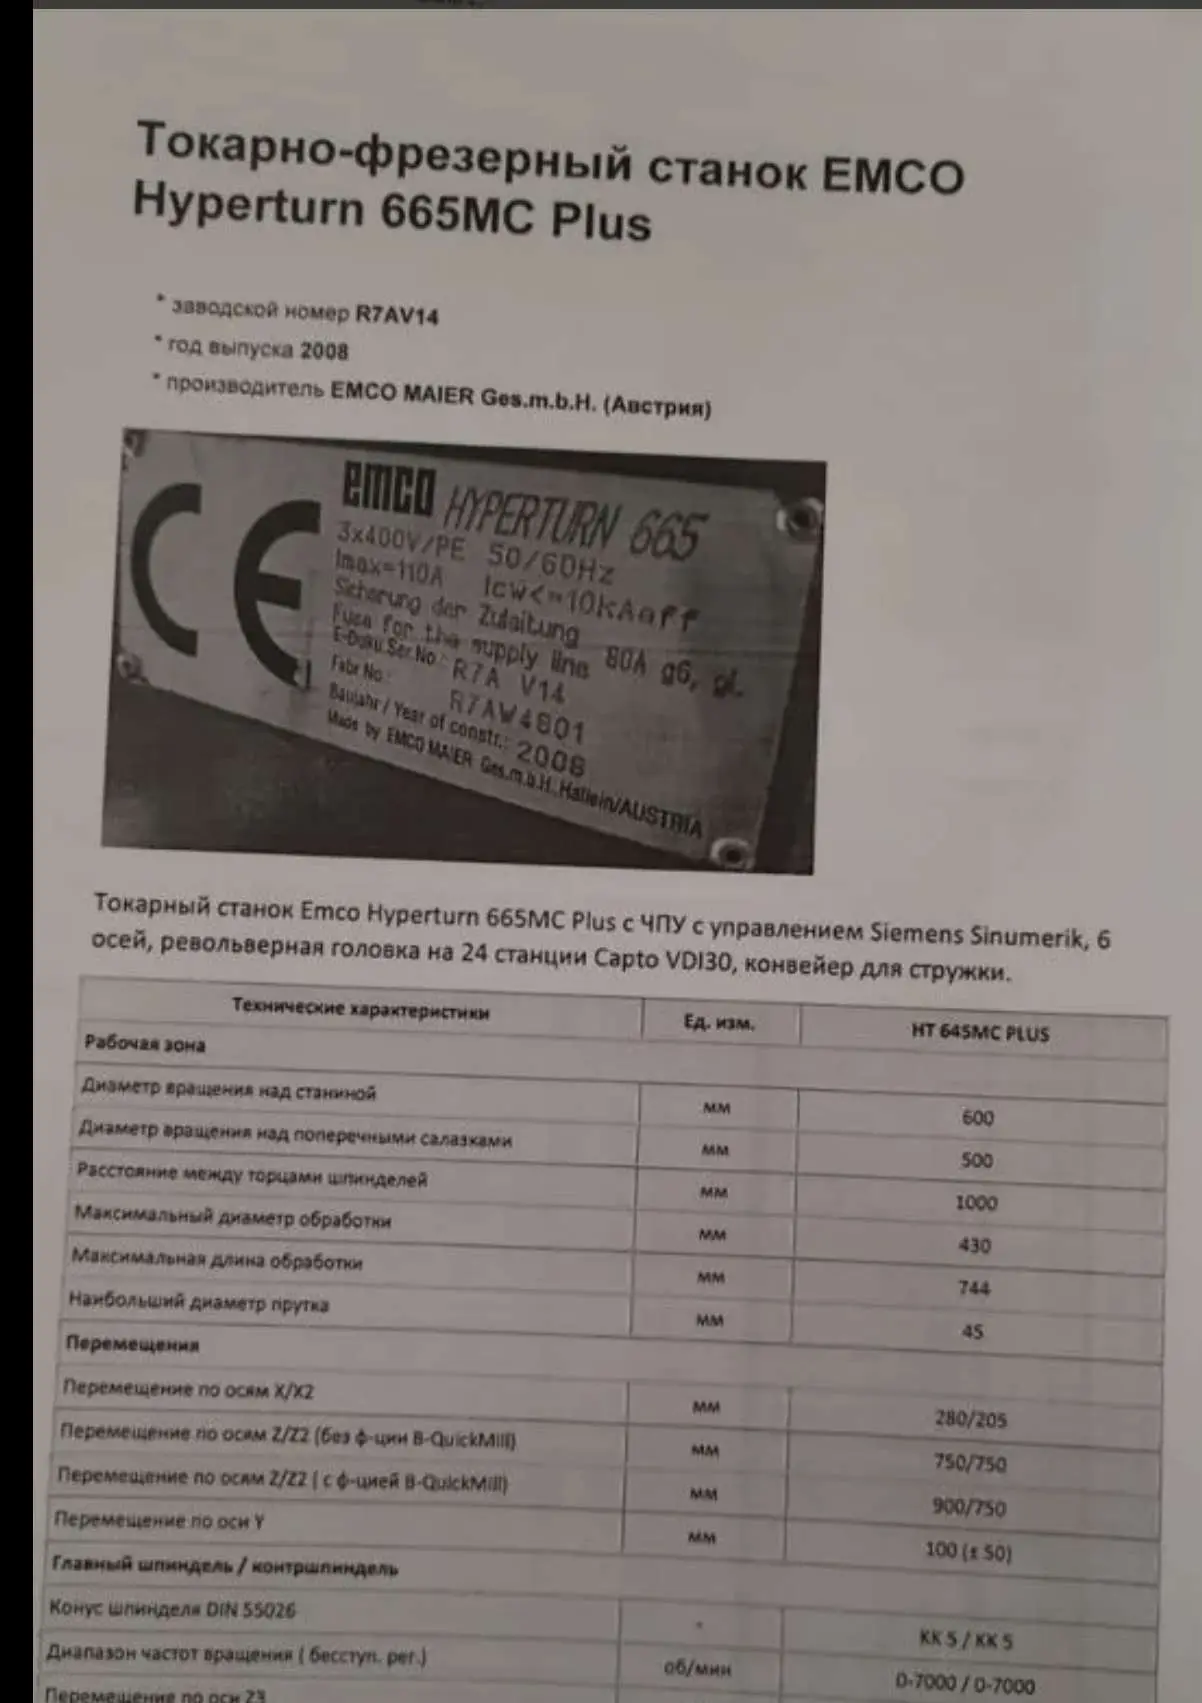 Токарно-фрезерный станок EMCO
Hyperturn 665MC Plus
* заводской номер R7AV14
* год выпуска 2008
* производитель EMCO MAIER Ges.m.b.H. (Австрия)
emco HYPERTURN 665
3x400V/PE 50/60Hz
Imax=110A Icw<=10kAeff
Sicherung der Zuleitung
Fuse for the supply line 80A g6, gl.
E-Doku.Ser.No.: R7A V14
Fabr.No.: R7AW4801
Baujahr / Year of constr.: 2008
Made by EMCO MAIER Ges.m.b.H. Hallein/AUSTRIA
CE
Токарный станок Emco Hyperturn 665MC Plus с ЧПУ с управлением Siemens Sinumerik, 6
осей, револьверная головка на 24 станции Capto VDI30, конвейер для стружки.
Технические характеристики Ед. изм. HT 645MC PLUS
Рабочая зона
Диаметр вращения над станиной мм 600
Диаметр вращения над поперечными салазками мм 500
Расстояние между торцами шпинделей мм 1000
Максимальный диаметр обработки мм 430
Максимальная длина обработки мм 744
Наибольший диаметр прутка мм 45
Перемещения
Перемещение по осям X/X2 мм 280/205
Перемещение по осям Z/Z2 (без ф-ции B-QuickMill) мм 750/750
Перемещение по осям Z/Z2 ( с ф-цией B-QuickMill) мм 900/750
Перемещение по оси Y мм 100 (± 50)
Главный шпиндель / контршпиндель
Конус шпинделя DIN 55026 - КК 5 / КК 5
Диапазон частот вращения ( бесступ. рег.) об/мин 0-7000 / 0-7000
Перемещение по оси Z3